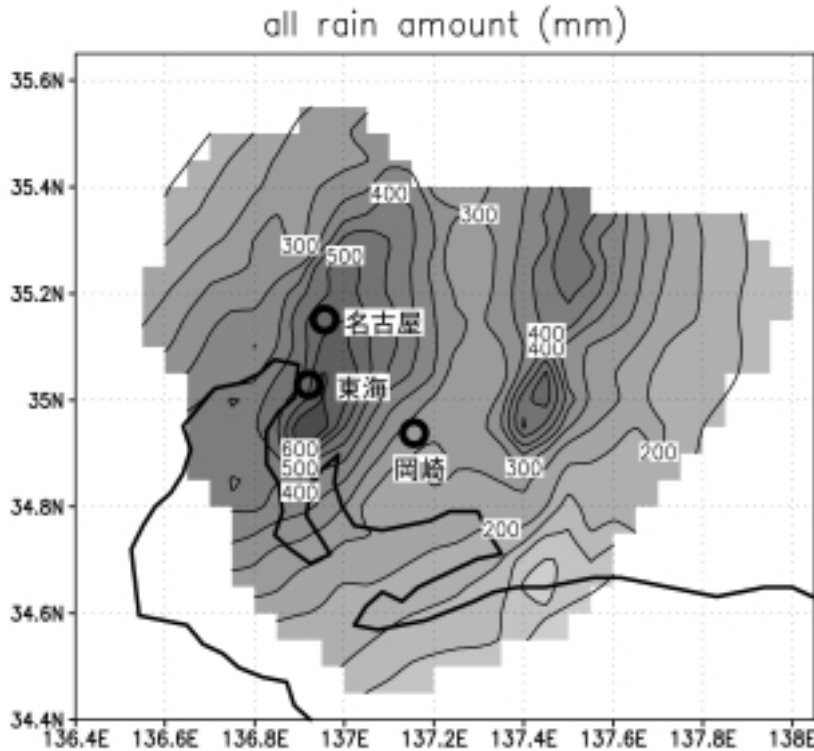 all rain amount (mm)
35.6N
35.4N
35.2N
35N
34.8N
34.6N
34.4N
400
300
300
500
名古屋
400
400
東海
600
500
400
岡崎
300
200
200
136.4E 136.6E 136.8E 137E 137.2E 137.4E 137.6E 137.8E 138E